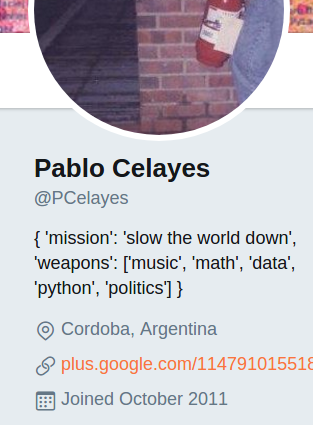 Pablo Celayes
@PCelayes
{ 'mission': 'slow the world down',
'weapons': ['music', 'math', 'data',
'python', 'politics'] }
Cordoba, Argentina
plus.google.com/114791015518
Joined October 2011